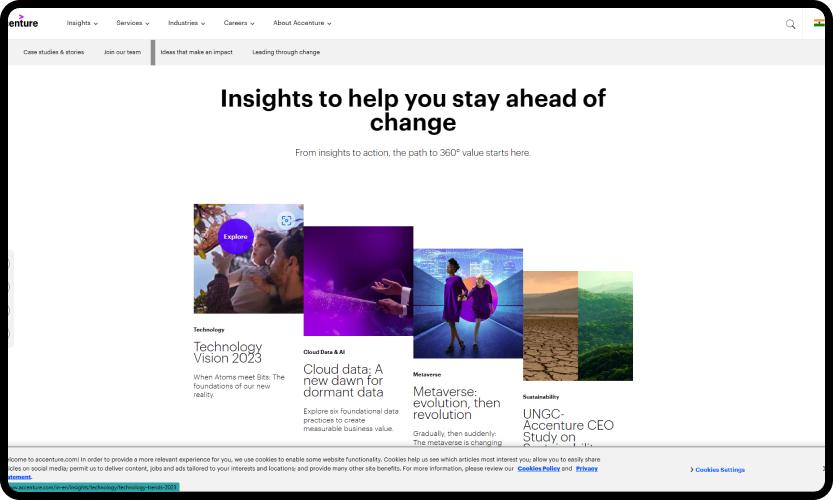 enture
Insights Services Industries Careers About Accenture
Case studies & stories Join our team Ideas that make an impact Leading through change
Insights to help you stay ahead of
change
From insights to action, the path to 360° value starts here.
Explore
Technology
Technology
Vision 2023
When Atoms meet Bits: The
foundations of our new
reality.
Cloud Data & AI
Cloud data: A
new dawn for
dormant data
Explore six foundational data
practices to create
measurable business value.
Metaverse
Metaverse:
evolution, then
revolution
Gradually, then suddenly:
The metaverse is changing
Sustainability
UNGC-
Accenture CEO
Study on
Sustainability
elcome to accenture.com! In order to provide a more relevant experience for you, we use cookies to enable some website functionality. Cookies help us see which articles most interest you; allow you to easily share
icles on social media; permit us to deliver content, jobs and ads tailored to your interests and locations; and provide many other site benefits. For more information, please review our Cookies Policy and Privacy
atement.
Cookies Settings
www.accenture.com/in-en/insights/technology/technology-trends-2023